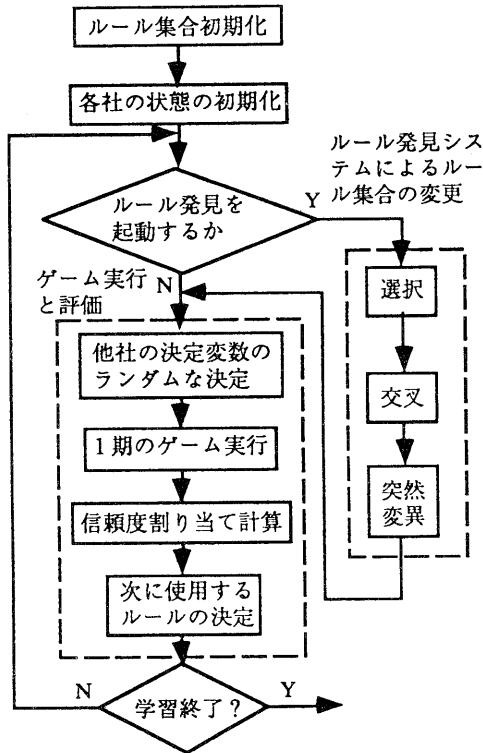 ルール集合初期化
各社の状態の初期化
ルール発見シス
テムによるルー
ル集合の変更
ルール発見を
起動するか
Y
N
選択
交叉
突然
変異
ゲーム実行
と評価
他社の決定変数の
ランダムな決定
1期のゲーム実行
信頼度割り当て計算
次に使用する
ルールの決定
学習終了？
N
Y